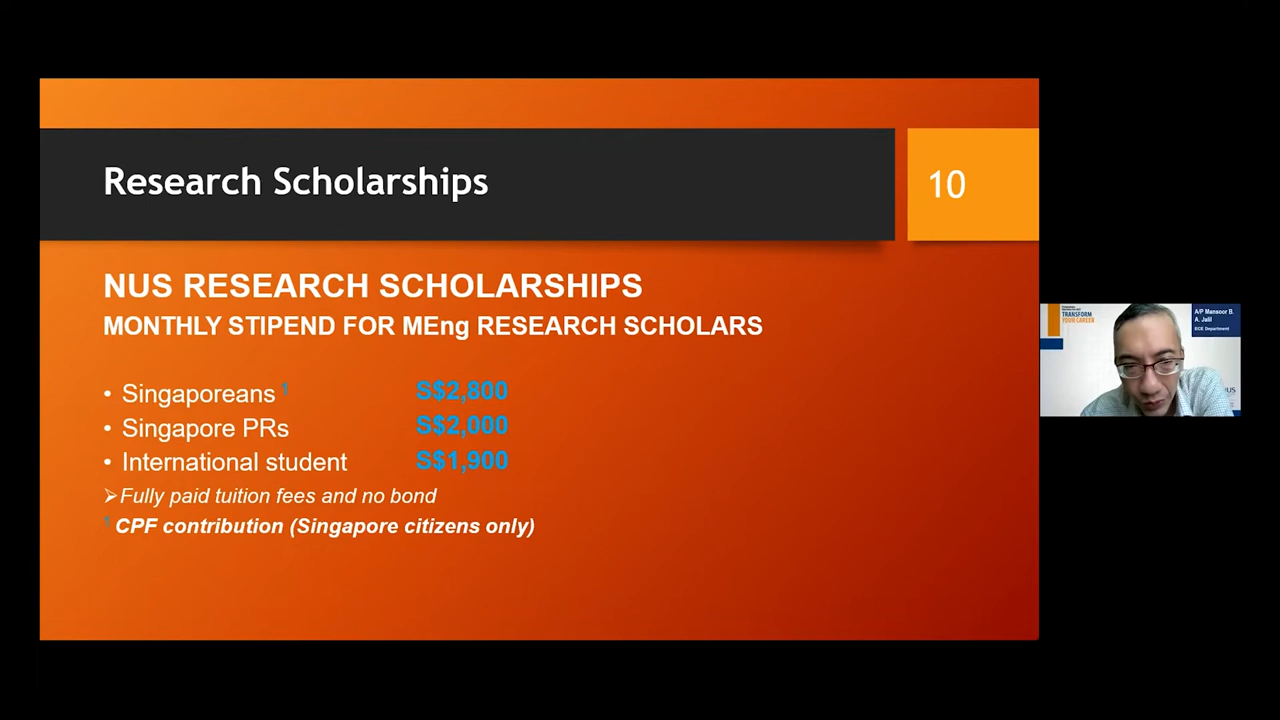 Research Scholarships
10
NUS RESEARCH SCHOLARSHIPS
MONTHLY STIPEND FOR MEng RESEARCH SCHOLARS
• Singaporeans ¹ S$2,800
• Singapore PRs S$2,000
• International student S$1,900
➢Fully paid tuition fees and no bond
¹ CPF contribution (Singapore citizens only)
TRANSFORM
YOUR CAREER
A/P Mansoor B.
A. Jalil
ECE Department